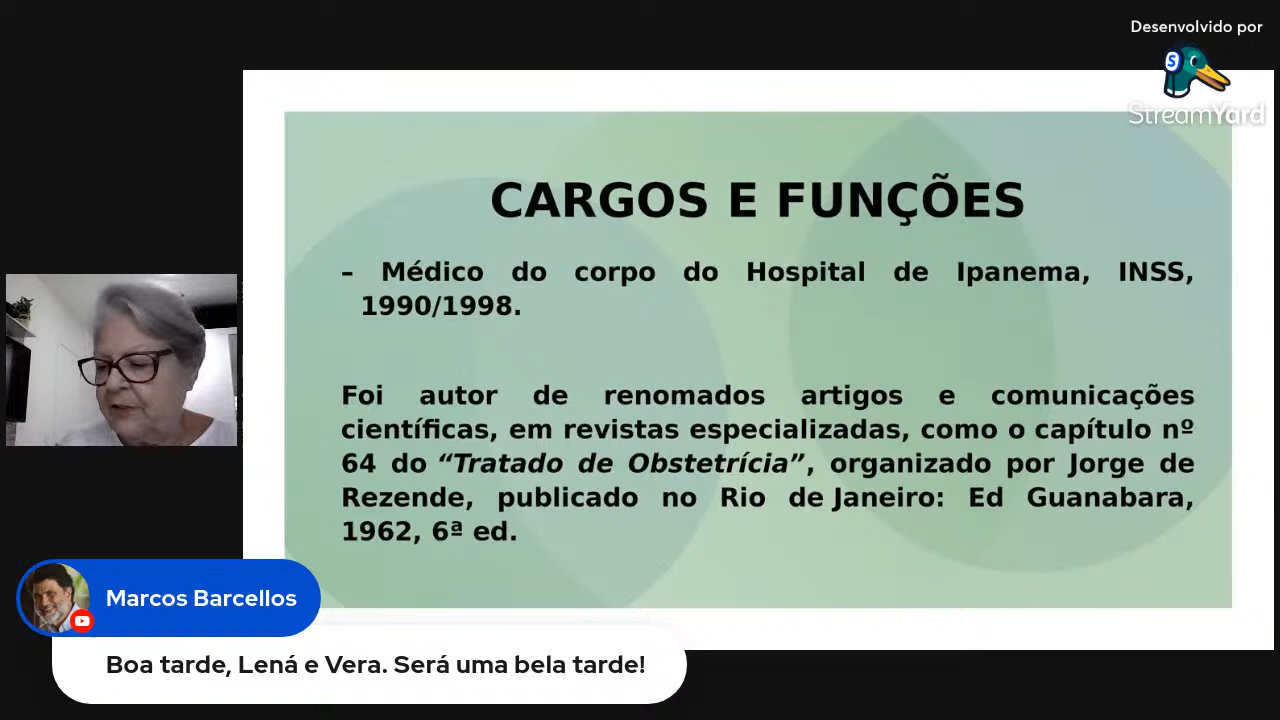 Desenvolvido por
StreamYard
CARGOS E FUNÇÕES
– Médico do corpo do Hospital de Ipanema, INSS,
1990/1998.
Foi autor de renomados artigos e comunicações
científicas, em revistas especializadas, como o capítulo nº
64 do “Tratado de Obstetrícia”, organizado por Jorge de
Rezende, publicado no Rio de Janeiro: Ed Guanabara,
1962, 6ª ed.
Marcos Barcellos
Boa tarde, Lená e Vera. Será uma bela tarde!